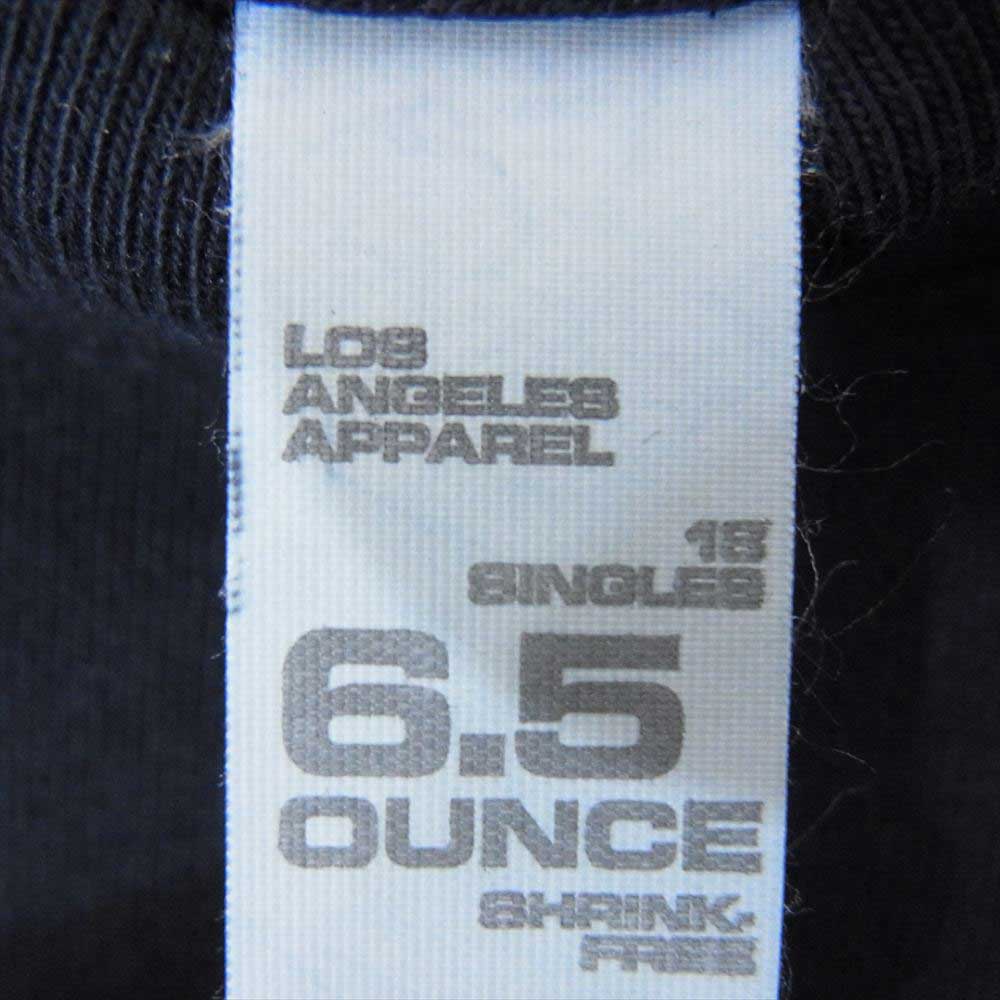 LOS
ANGELES
APPAREL
18
SINGLES
6.5
OUNCE
SHRINK-
FREE